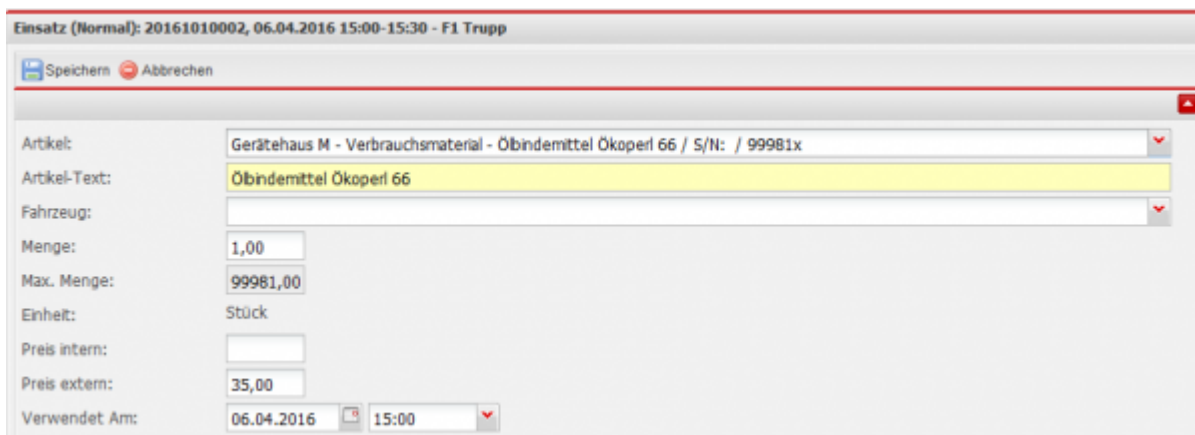 Einsatz (Normal): 20161010002, 06.04.2016 15:00-15:30 - F1 Trupp
Speichern Abbrechen
Artikel: Gerätehaus M - Verbrauchsmaterial - Ölbindemittel Ökoperl 66 / S/N: / 99981x
Artikel-Text: Ölbindemittel Ökoperl 66
Fahrzeug:
Menge: 1,00
Max. Menge: 99981,00
Einheit: Stück
Preis intern:
Preis extern: 35,00
Verwendet Am: 06.04.2016 15:00